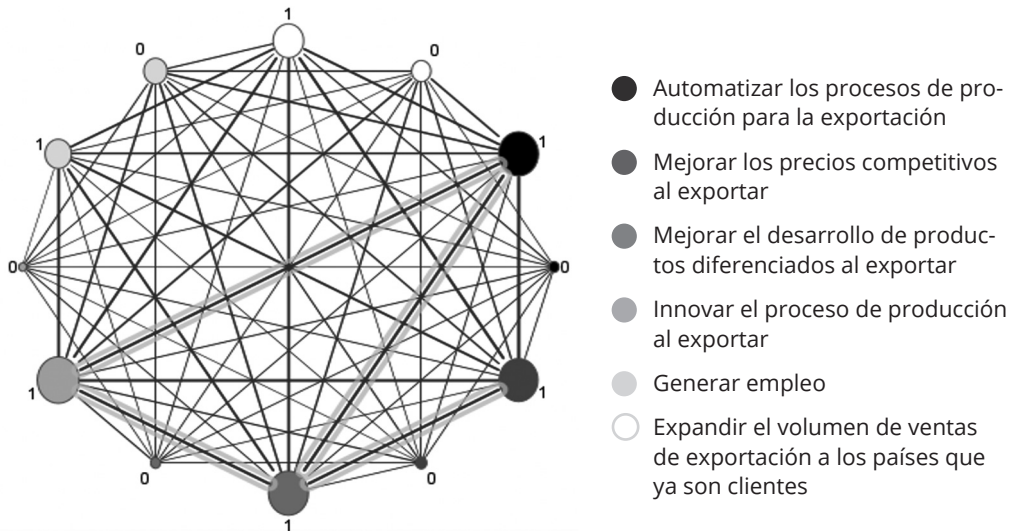 1
0
0
1
1
0
0
1
1
0
0
1
Automatizar los procesos de pro-
ducción para la exportación
Mejorar los precios competitivos
al exportar
Mejorar el desarrollo de produc-
tos diferenciados al exportar
Innovar el proceso de producción
al exportar
Generar empleo
Expandir el volumen de ventas
de exportación a los países que
ya son clientes